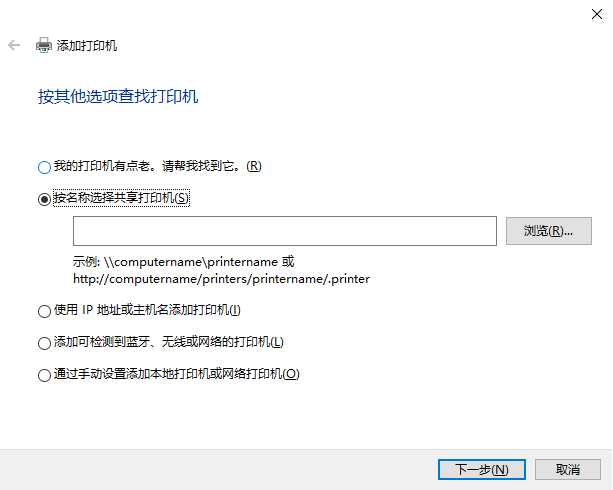 添加打印机
按其他选项查找打印机
我的打印机有点老。请帮我找到它。(R)
按名称选择共享打印机(S)
浏览(R)...
示例: \\computername\printername 或
http://computername/printers/printername/.printer
使用 IP 地址或主机名添加打印机(I)
添加可检测到蓝牙、无线或网络的打印机(L)
通过手动设置添加本地打印机或网络打印机(O)
下一步(N)
取消